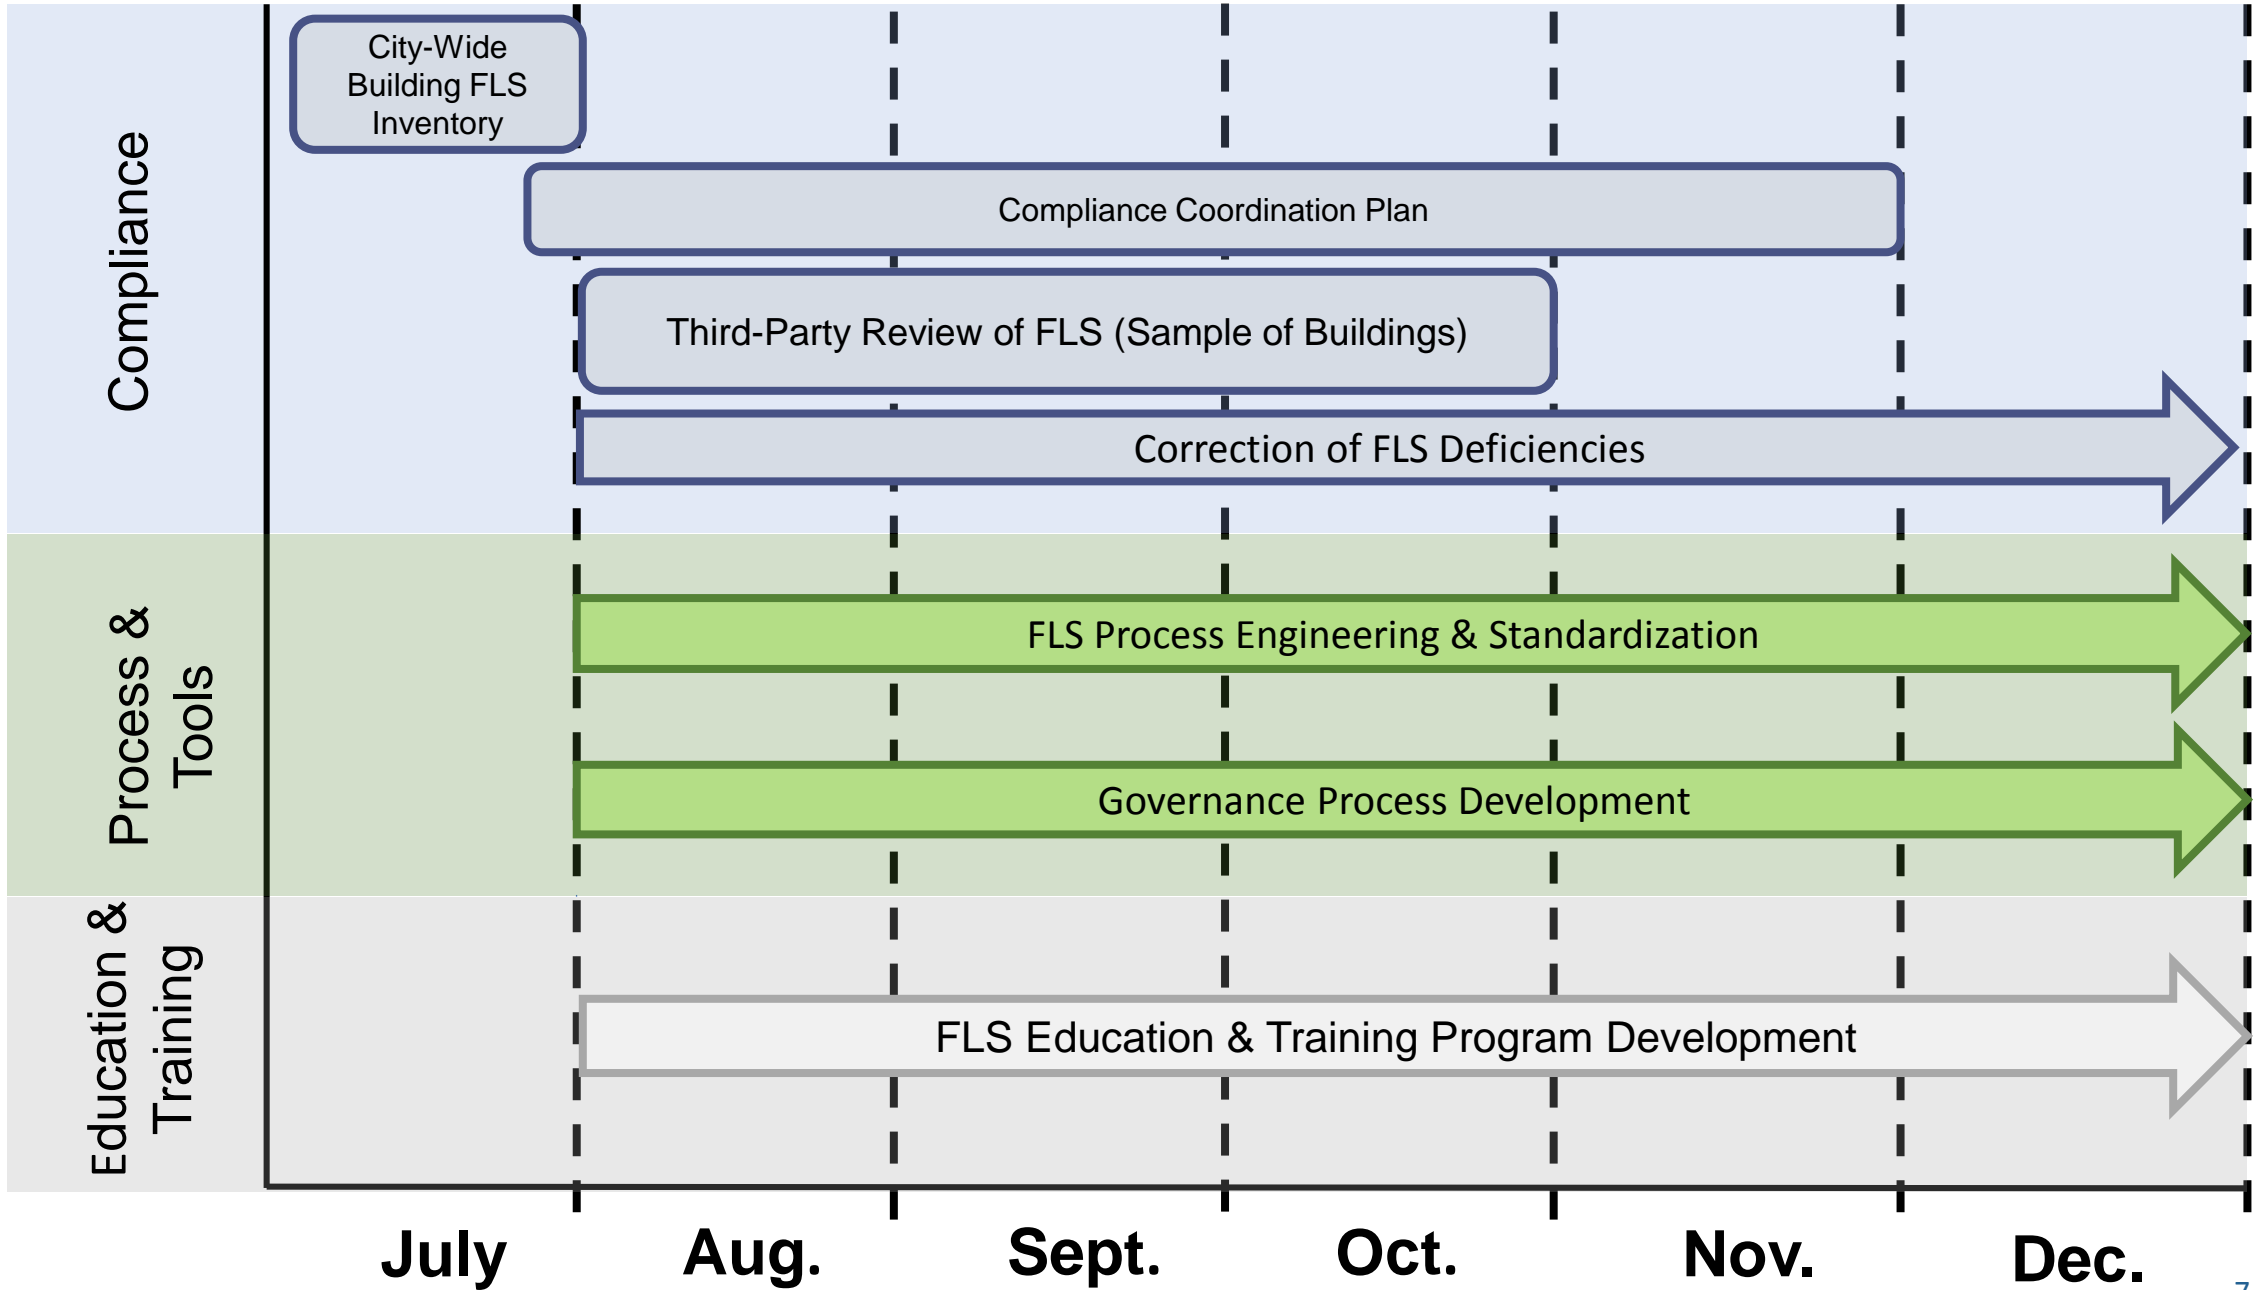 Compliance
City-Wide
Building FLS
Inventory
Compliance Coordination Plan
Third-Party Review of FLS (Sample of Buildings)
Correction of FLS Deficiencies
Process &
Tools
FLS Process Engineering & Standardization
Governance Process Development
Education &
Training
FLS Education & Training Program Development
July Aug. Sept. Oct. Nov. Dec.
7